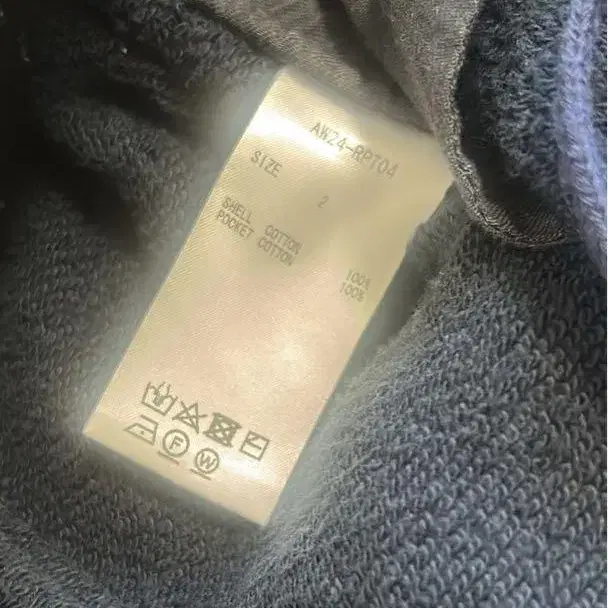 AW24-RPT04
SIZE 2
SHELL COTTON 100%
POCKET COTTON 100%
F W